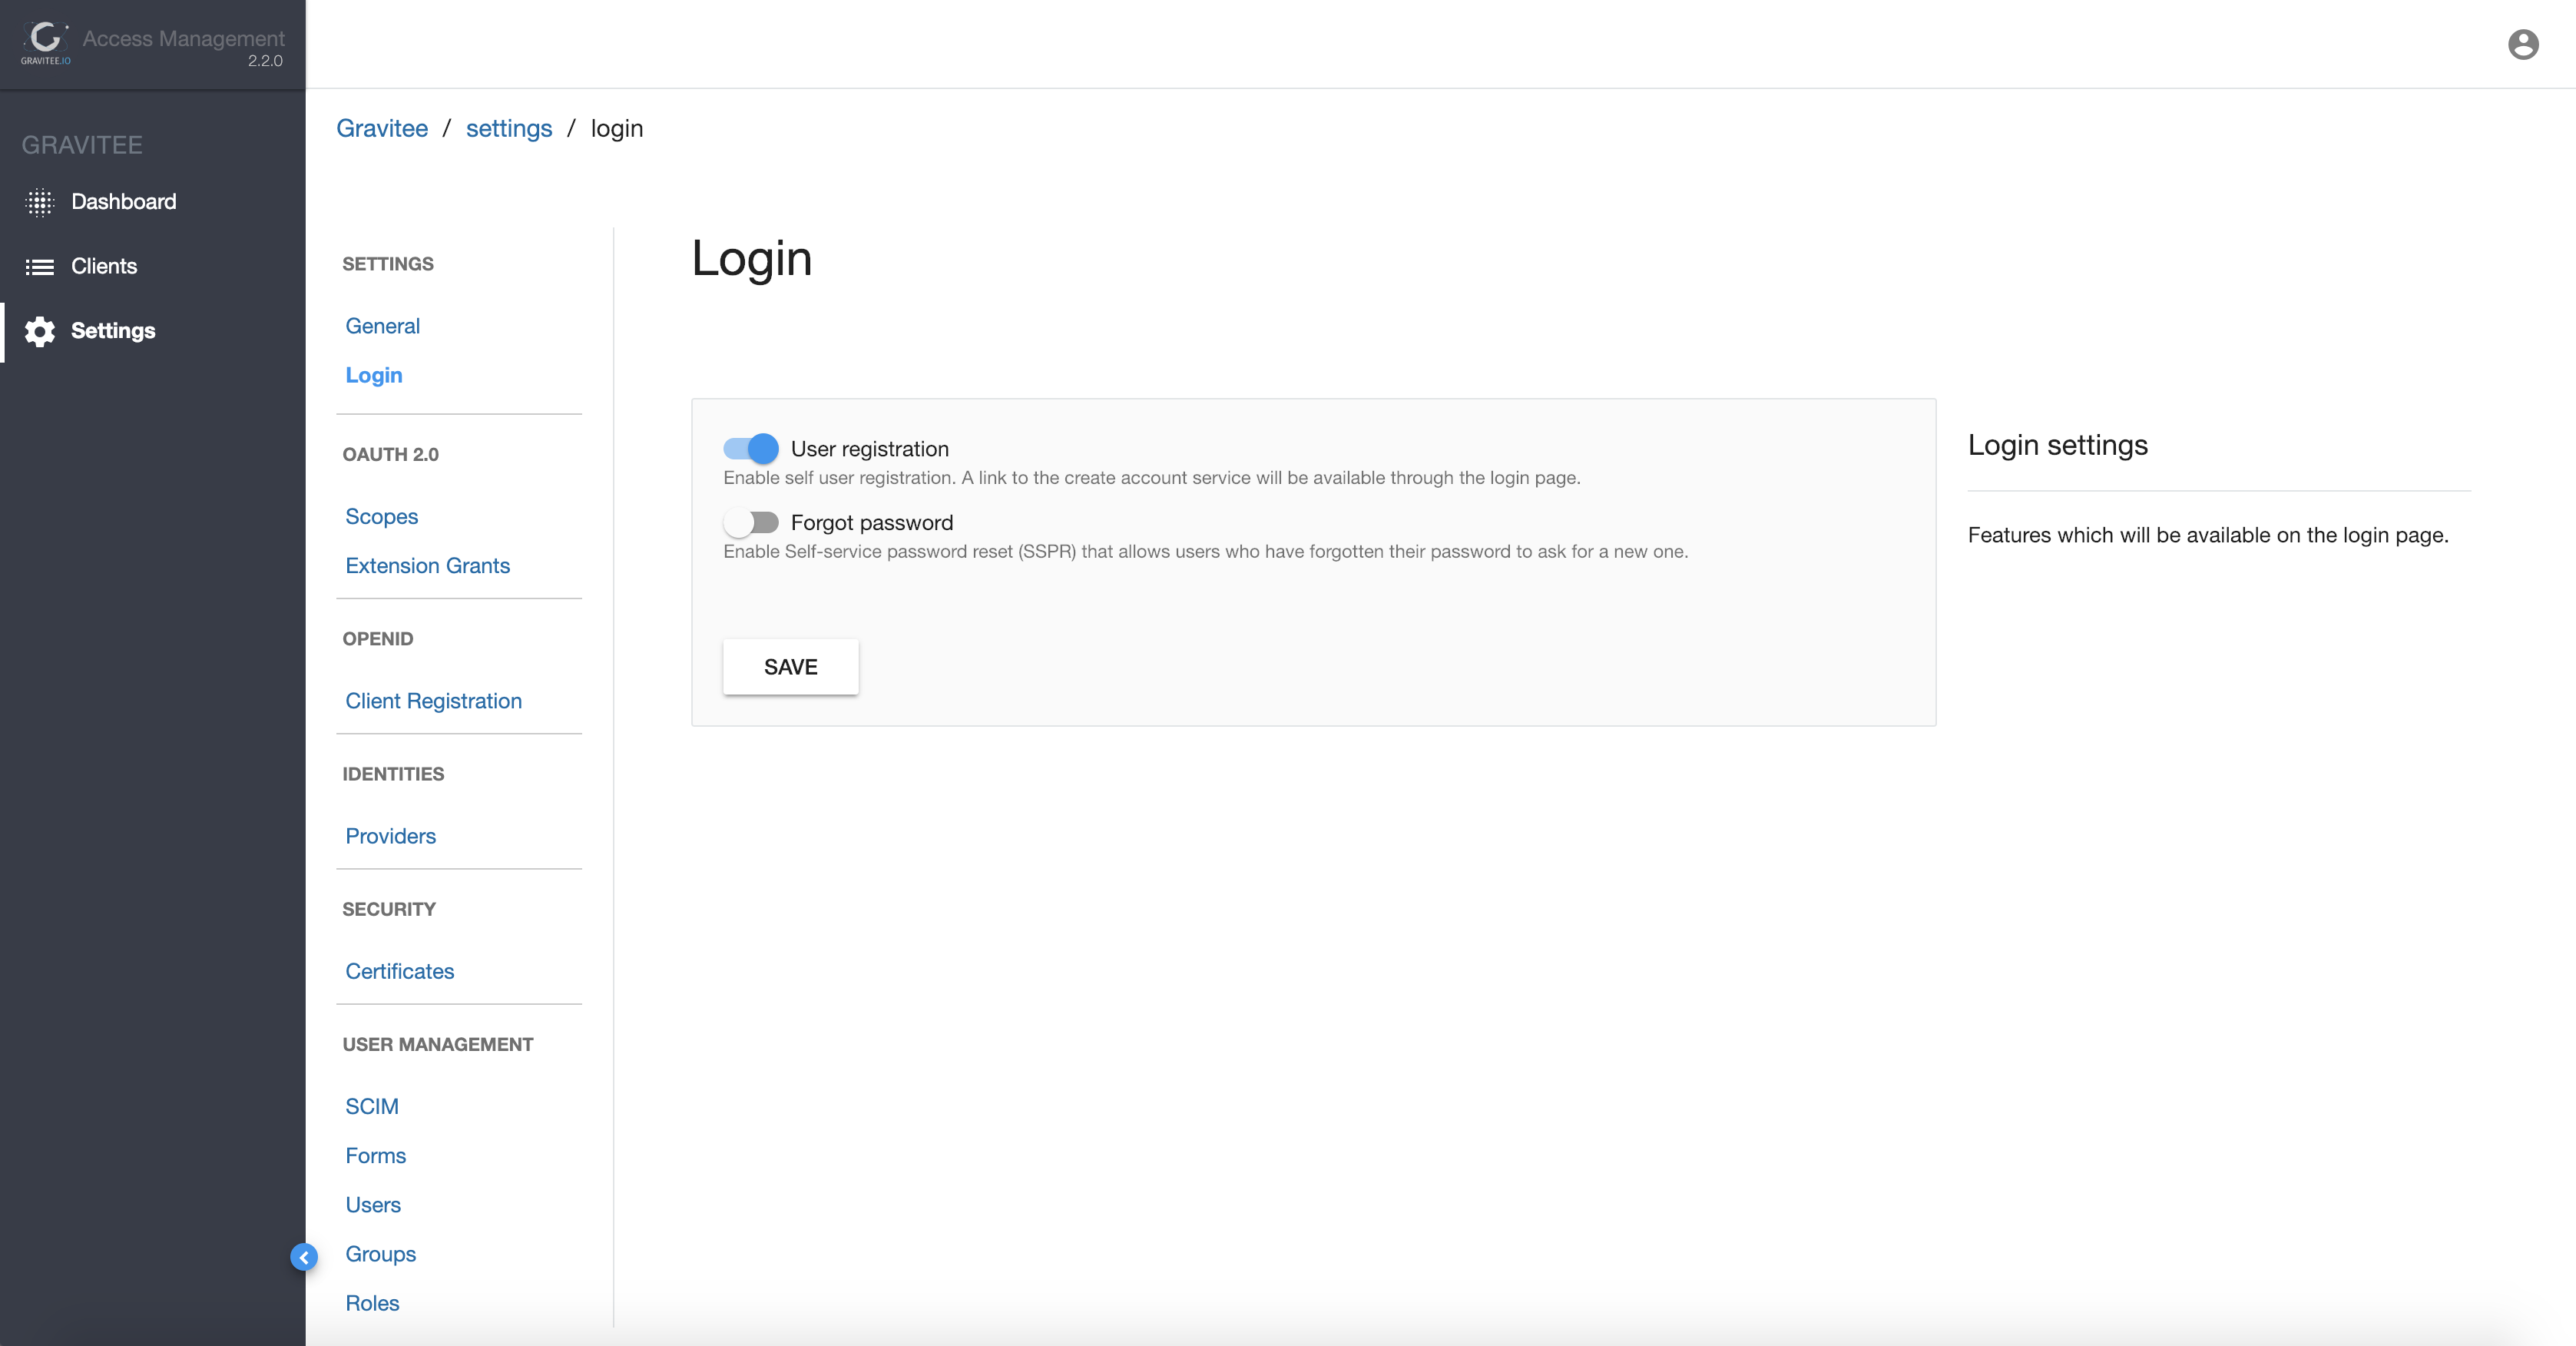 GRAVITEE.IO
Access Management
2.2.0
GRAVITEE
Dashboard
Clients
Settings
Gravitee / settings / login
SETTINGS
General
Login
OAUTH 2.0
Scopes
Extension Grants
OPENID
Client Registration
IDENTITIES
Providers
SECURITY
Certificates
USER MANAGEMENT
SCIM
Forms
Users
Groups
Roles
Login
User registration
Enable self user registration. A link to the create account service will be available through the login page.
Forgot password
Enable Self-service password reset (SSPR) that allows users who have forgotten their password to ask for a new one.
SAVE
Login settings
Features which will be available on the login page.